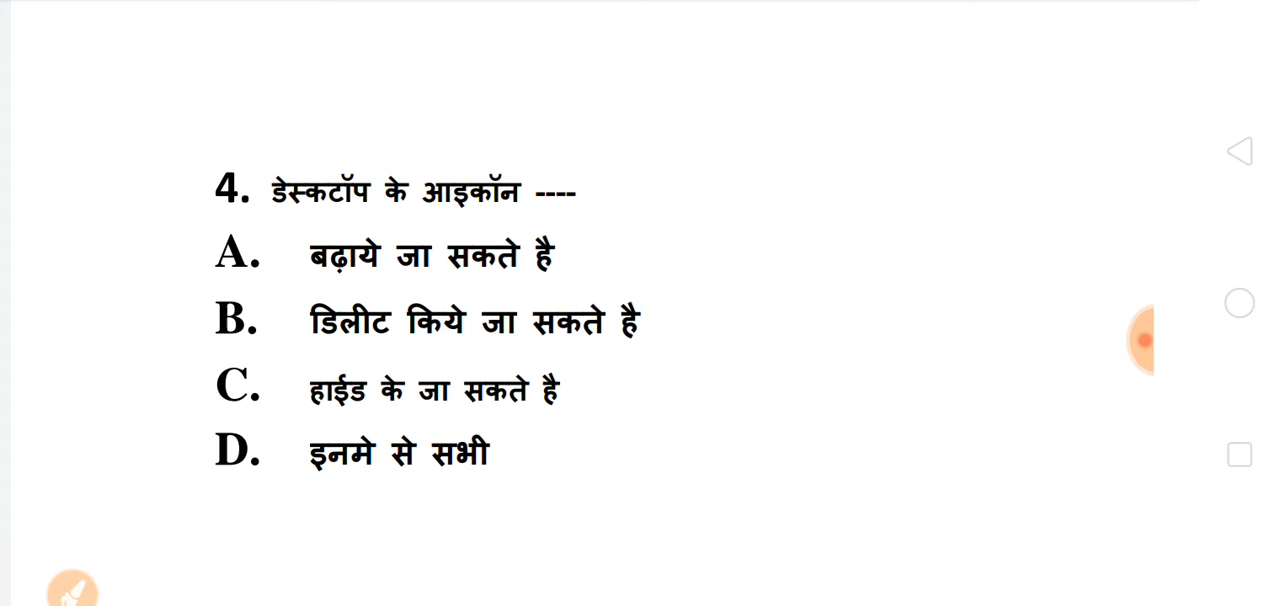 4. डेस्कटॉप के आइकॉन ----
A. बढ़ाये जा सकते है
B. डिलीट किये जा सकते है
C. हाईड के जा सकते है
D. इनमे से सभी